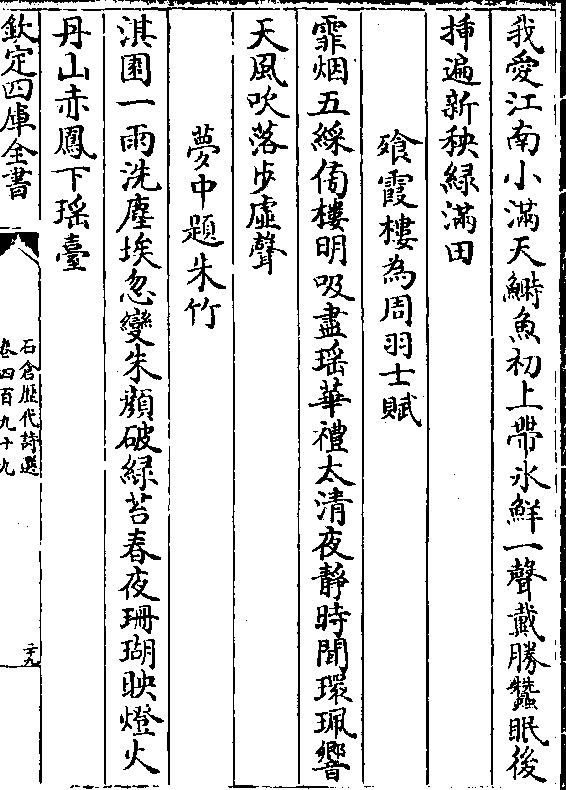 我愛江南小滿天鰣魚初上帶氷鮮一聲戴勝蠶眠後
挿遍新秧緑滿田
飱霞樓為周羽士賦
霏烟五綵倚樓明吸盡瑶華禮太清夜靜時聞環珮響
天風吹落步虛聲
夢中題朱竹
淇園一雨洗塵埃忽變朱顔破緑苔春夜珊瑚映燈火
丹山赤鳳下瑶臺
欽定四庫全書
石倉歴代詩選
卷四百九十九
二十九